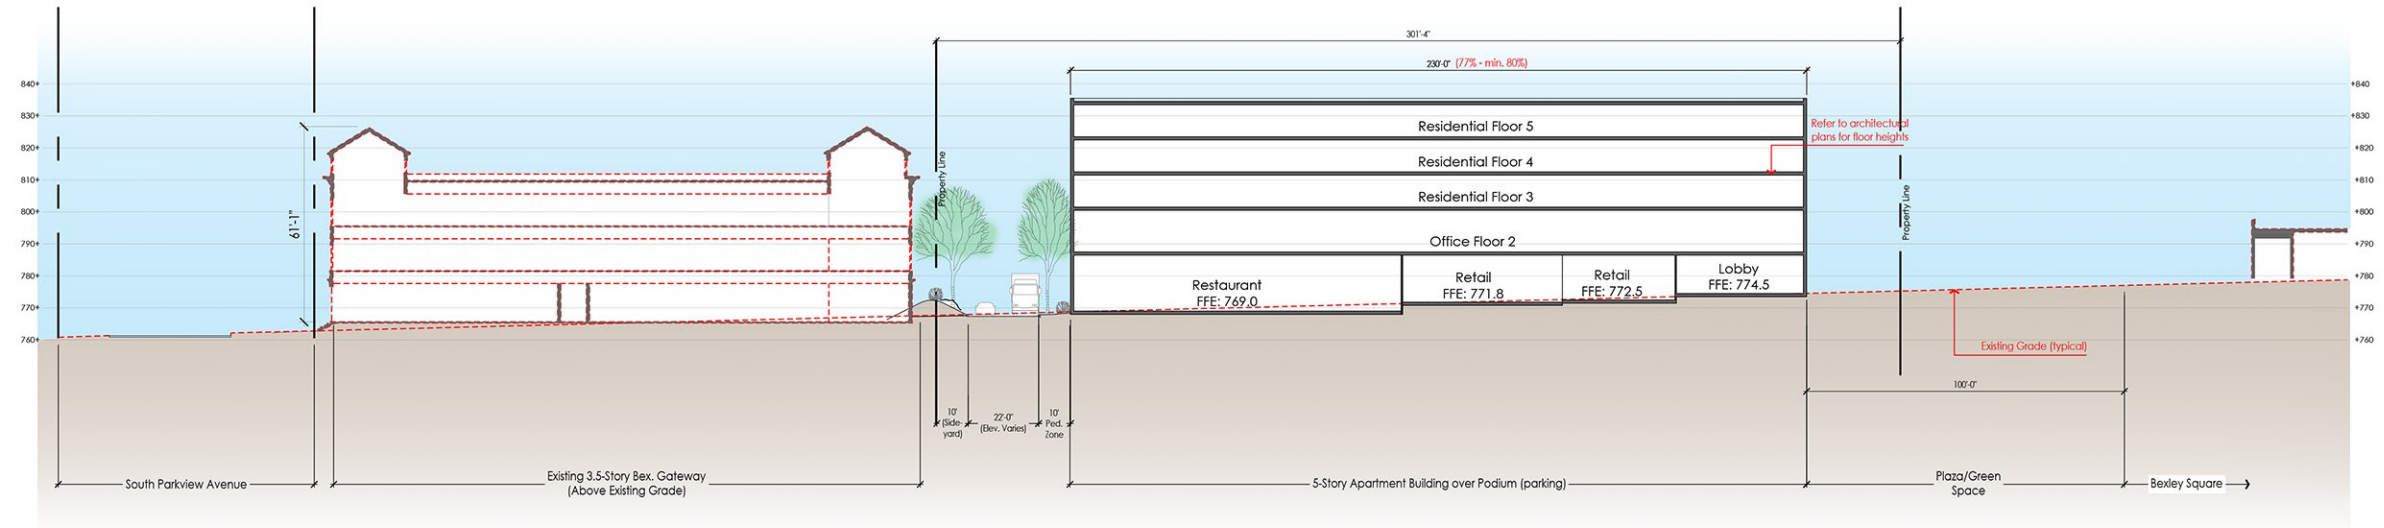 301'-4"
230'-0" (77% - min. 80%)
840+
830+
820+
810+
800+
790+
780+
770+
760+
+840
+830
+820
+810
+800
+790
+780
+770
+760
61'-1"
Property Line
Residential Floor 5
Residential Floor 4
Residential Floor 3
Office Floor 2
Restaurant
FFE: 769.0
Retail
FFE: 771.8
Retail
FFE: 772.5
Lobby
FFE: 774.5
Refer to architectural
plans for floor heights
Property Line
Existing Grade (typical)
100'-0"
10'
(Side-
yard)
22'-0"
(Elev. Varies)
10'
Ped.
Zone
South Parkview Avenue
Existing 3.5-Story Bex. Gateway
(Above Existing Grade)
5-Story Apartment Building over Podium (parking)
Plaza/Green
Space
Bexley Square